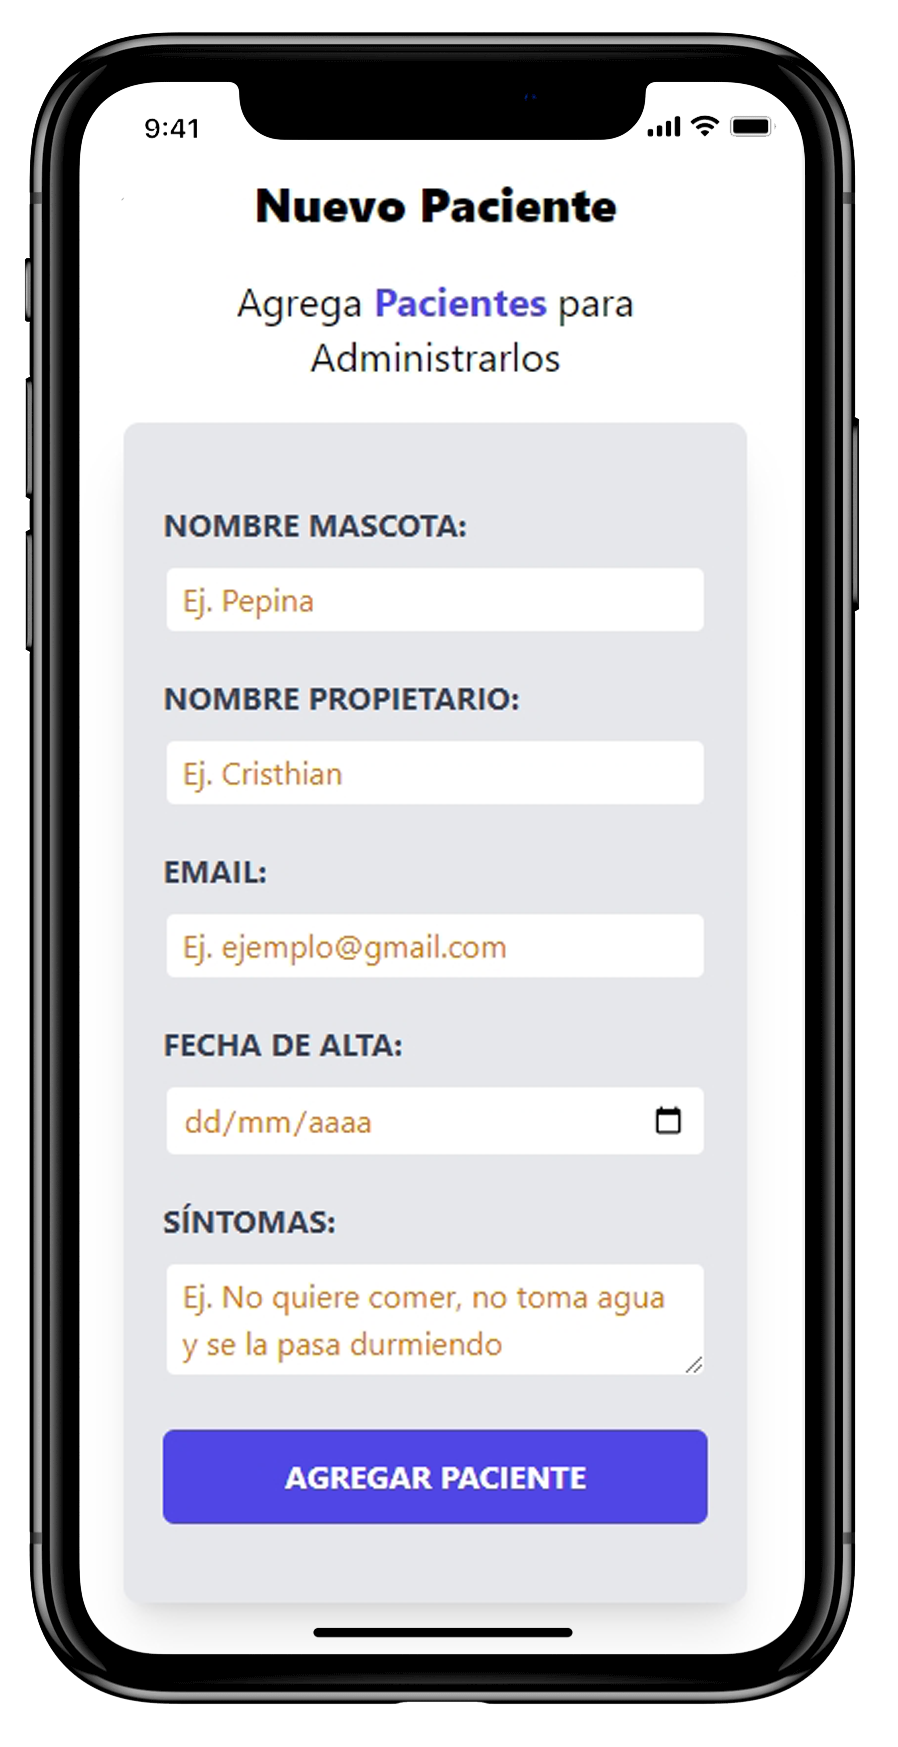 9:41
Nuevo Paciente
Agrega Pacientes para
Administrarlos
NOMBRE MASCOTA:
Ej. Pepina
NOMBRE PROPIETARIO:
Ej. Cristhian
EMAIL:
Ej. ejemplo@gmail.com
FECHA DE ALTA:
dd/mm/aaaa
SÍNTOMAS:
Ej. No quiere comer, no toma agua
y se la pasa durmiendo
AGREGAR PACIENTE